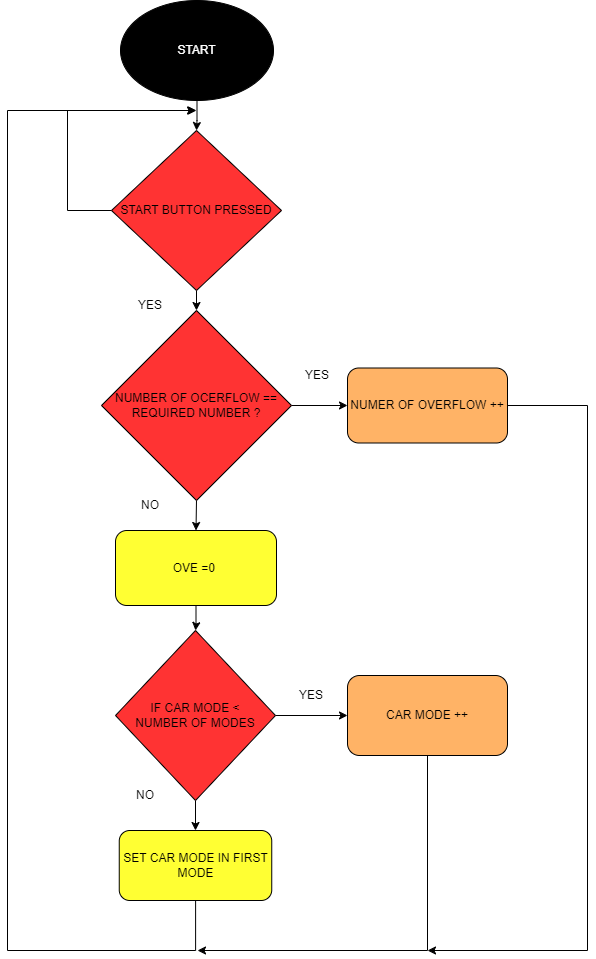 START
START BUTTON PRESSED
YES
NUMBER OF OCERFLOW ==
REQUIRED NUMBER ?
YES
NUMER OF OVERFLOW ++
NO
OVE =0
IF CAR MODE <
NUMBER OF MODES
YES
CAR MODE ++
NO
SET CAR MODE IN FIRST
MODE